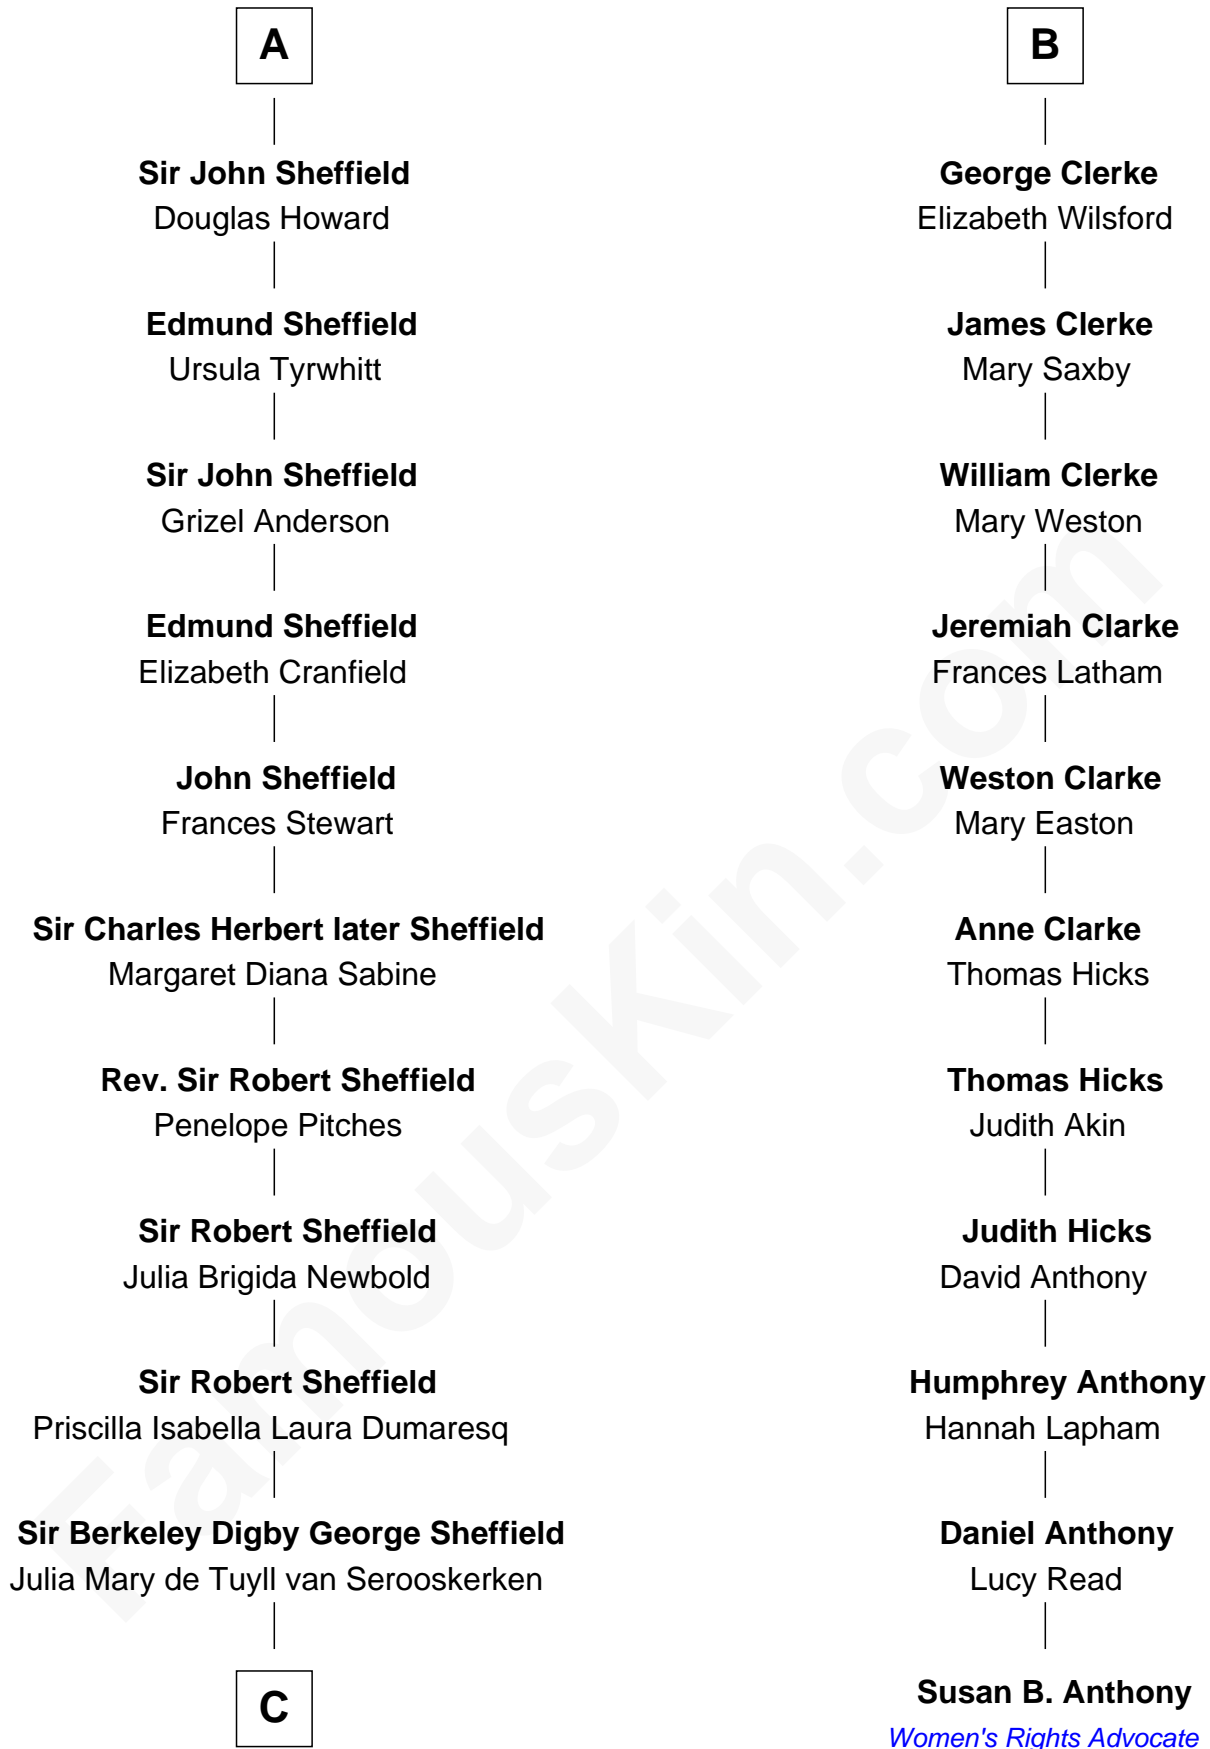 A
Sir John Sheffield
Douglas Howard
Edmund Sheffield
Ursula Tyrwhitt
Sir John Sheffield
Grizel Anderson
Edmund Sheffield
Elizabeth Cranfield
John Sheffield
Frances Stewart
Sir Charles Herbert later Sheffield
Margaret Diana Sabine
Rev. Sir Robert Sheffield
Penelope Pitches
Sir Robert Sheffield
Julia Brigida Newbold
Sir Robert Sheffield
Priscilla Isabella Laura Dumaresq
Sir Berkeley Digby George Sheffield
Julia Mary de Tuyll van Serooskerken
C
B
George Clerke
Elizabeth Wilsford
James Clerke
Mary Saxby
William Clerke
Mary Weston
Jeremiah Clarke
Frances Latham
Weston Clarke
Mary Easton
Anne Clarke
Thomas Hicks
Thomas Hicks
Judith Akin
Judith Hicks
David Anthony
Humphrey Anthony
Hannah Lapham
Daniel Anthony
Lucy Read
Susan B. Anthony
Women's Rights Advocate
FamousKin.com